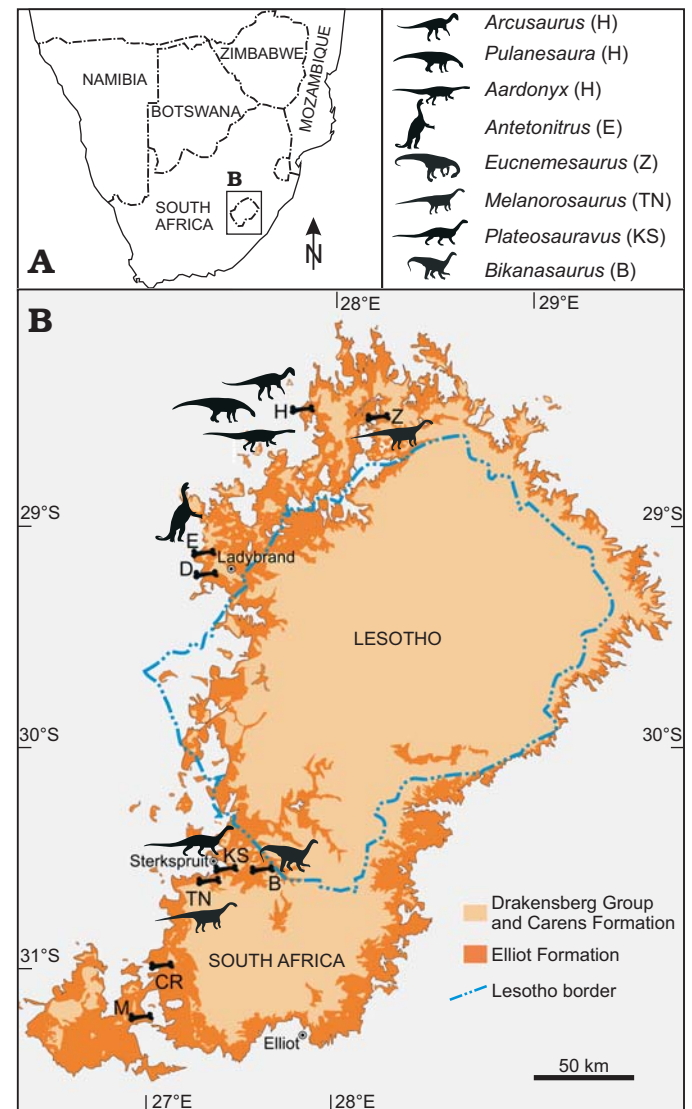 NAMIBIA
ZIMBABWE
BOTSWANA
MOZAMBIQUE
B
SOUTH
AFRICA
A
N
Arcusaurus (H)
Pulanesaura (H)
Aardonyx (H)
Antetonitrus (E)
Eucnemesaurus (Z)
Melanorosaurus (TN)
Plateosauravus (KS)
Bikanasaurus (B)
B
28°E
29°E
H
Z
29°S
29°S
E
Ladybrand
D
LESOTHO
30°S
30°S
Sterkspruit
KS
B
TN
Drakensberg Group
and Carens Formation
Elliot Formation
Lesotho border
SOUTH AFRICA
31°S
CR
M
Elliot
50 km
27°E
28°E